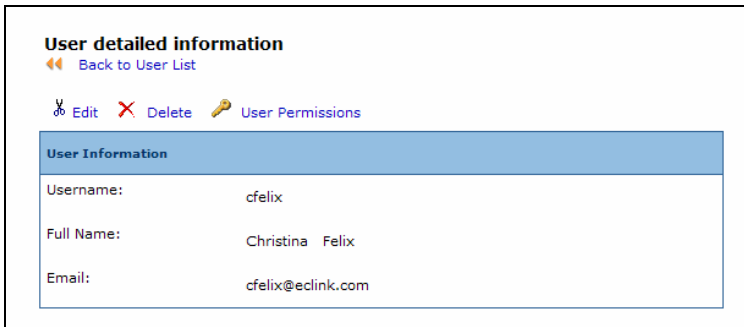 User detailed information
Back to User List
Edit Delete User Permissions
User Information
Username: cfelix
Full Name: Christina Felix
Email: cfelix@eclink.com